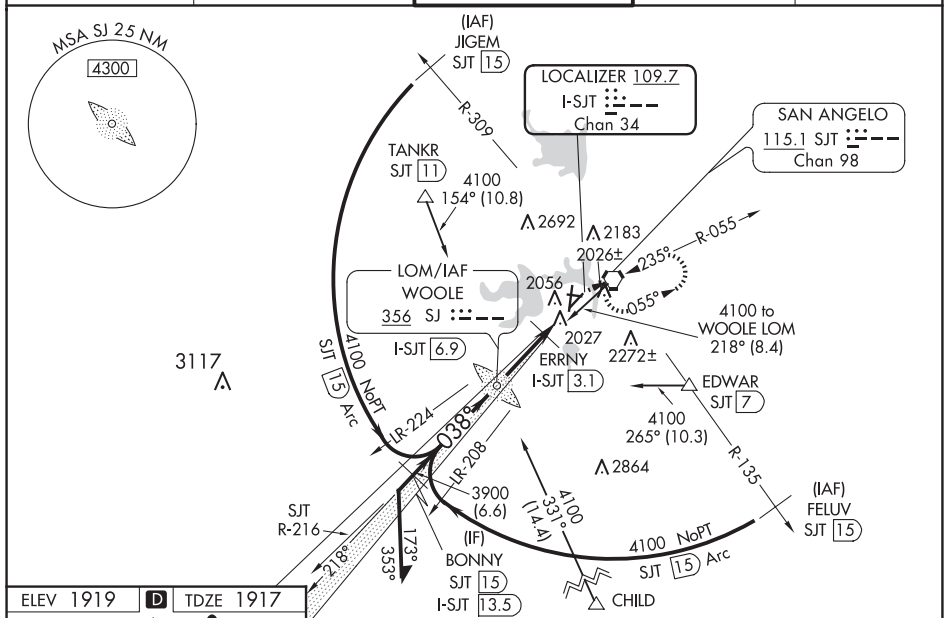 MSA SJ 25 NM
4300
(IAF)
JIGEM
SJT 15
R-309
LOCALIZER 109.7
I-SJT
Chan 34
SAN ANGELO
115.1 SJT
Chan 98
TANKR
SJT 11
4100
154° (10.8)
2692
2183
2026±
235°
R-055
055°
LOM/IAF
WOOLE
356 SJ
I-SJT 6.9
2056
4
2027
4100 to
WOOLE LOM
218° (8.4)
ERRNY
I-SJT 3.1
2272±
3117
4100 NoPT
SJT 15 Arc
EDWAR
SJT 7
4100
265° (10.3)
R-135
LR-224
038°
LR-208
2864
3900
(6.6)
4100
331°
(14.4)
(IAF)
FELUV
SJT 15
SJT
R-216
218°
173°
353°
(IF)
BONNY
SJT 15
I-SJT 13.5
4100 NoPT
SJT 15 Arc
CHILD
ELEV 1919 D TDZE 1917